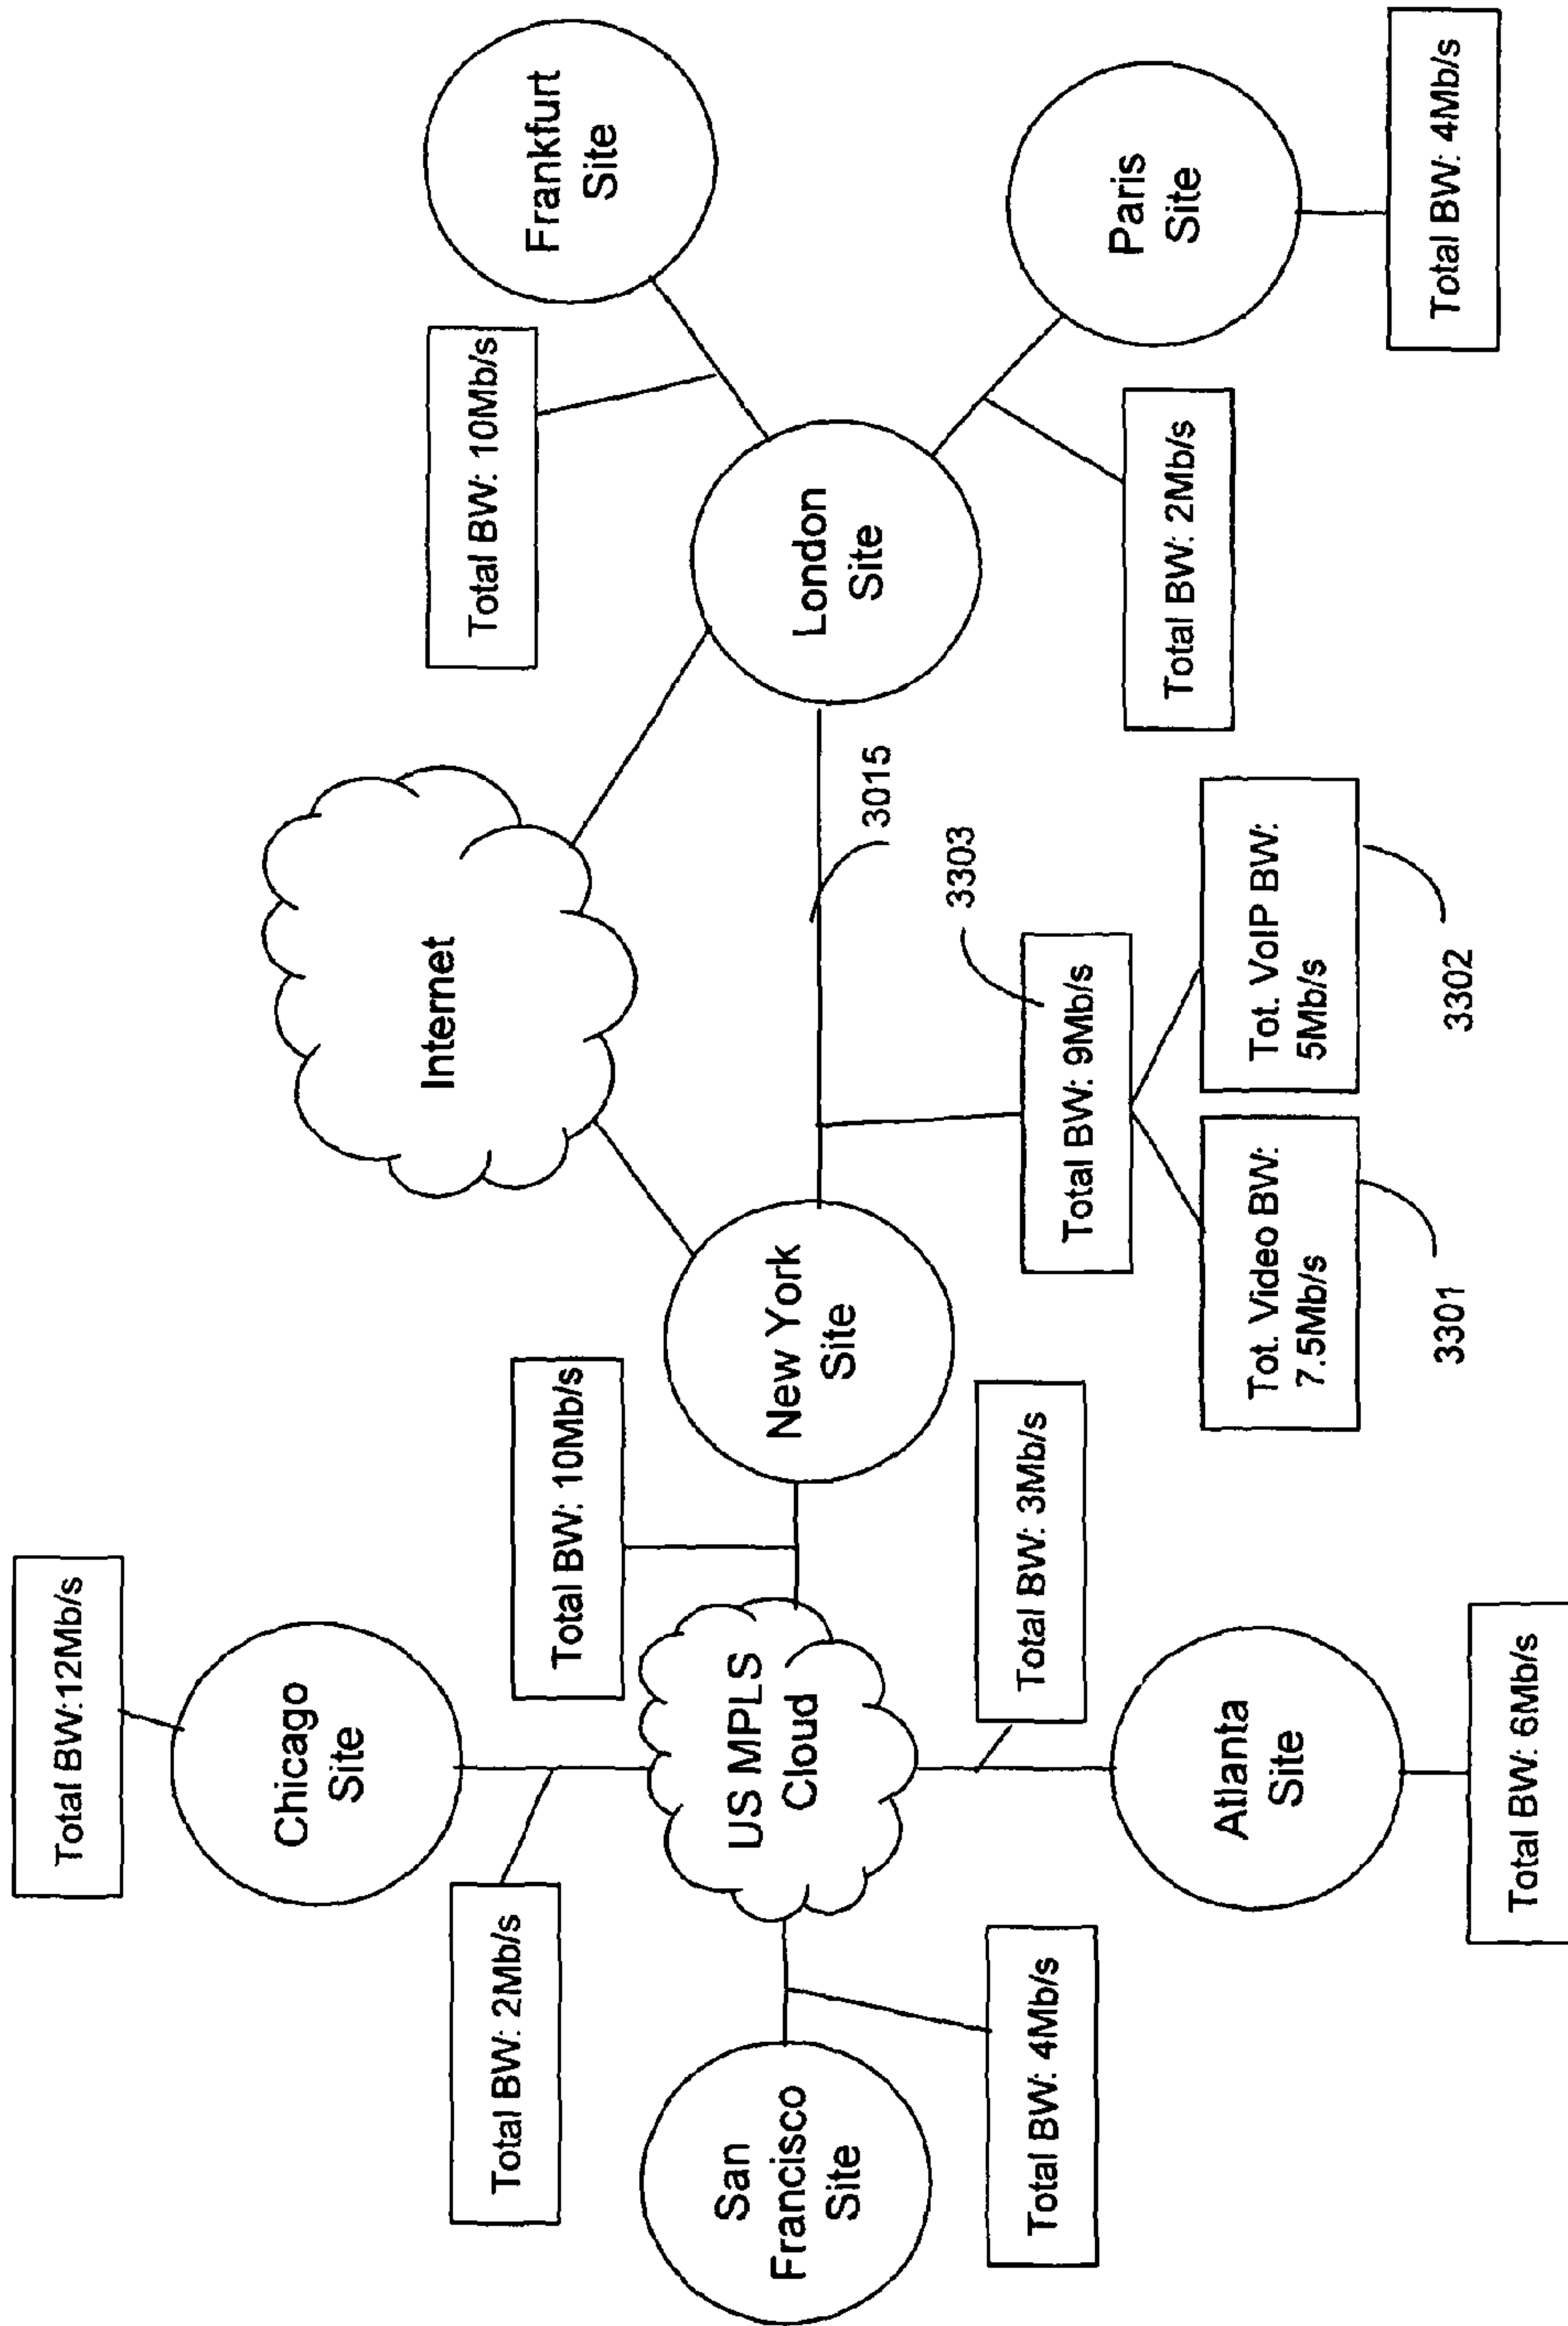 Total BW:12Mb/s
Chicago
Site
Total BW: 2Mb/s
Total BW: 10Mb/s
San
Francisco
Site
US MPLS
Cloud
New York
Site
Total BW: 4Mb/s
Total BW: 3Mb/s
Atlanta
Site
Total BW: 6Mb/s
Internet
3015
3303
Total BW: 9Mb/s
Tot. Video BW:
7.5Mb/s
Tot. VoIP BW:
5Mb/s
3301
3302
London
Site
Total BW: 10Mb/s
Frankfurt
Site
Total BW: 2Mb/s
Paris
Site
Total BW: 4Mb/s